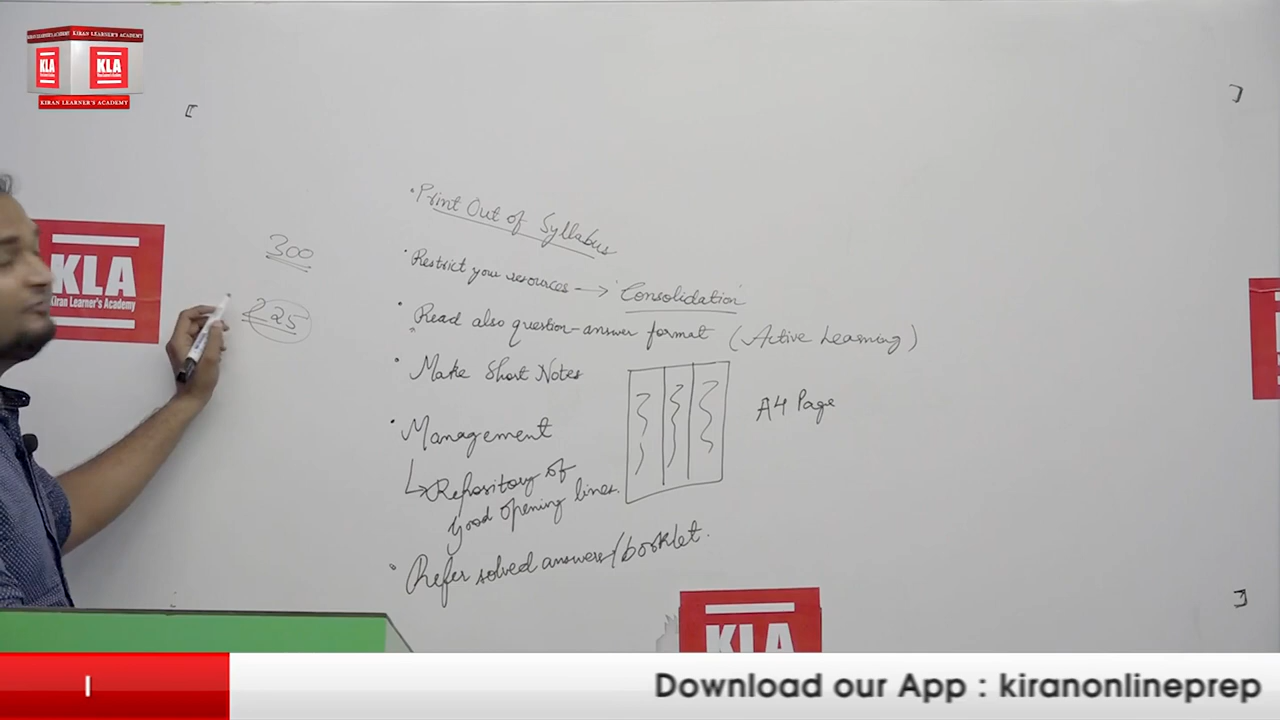 KIRAN LEARNER'S ACADEMY KIRAN LEARNER'S ACADEMY
KLA KLA
KIRAN LEARNER'S ACADEMY
[ ]
KLA
Kiran Learner's Academy
300
225
• Print Out of Syllabus
• Restrict your resources → 'Consolidation'
• Read also question-answer format (Active Learning)
• Make Short Notes
A4 Page
• Management
↳ Repository of
good opening lines.
• Refer solved answers/booklet.
]
KLA
I
Download our App : kiranonlineprep